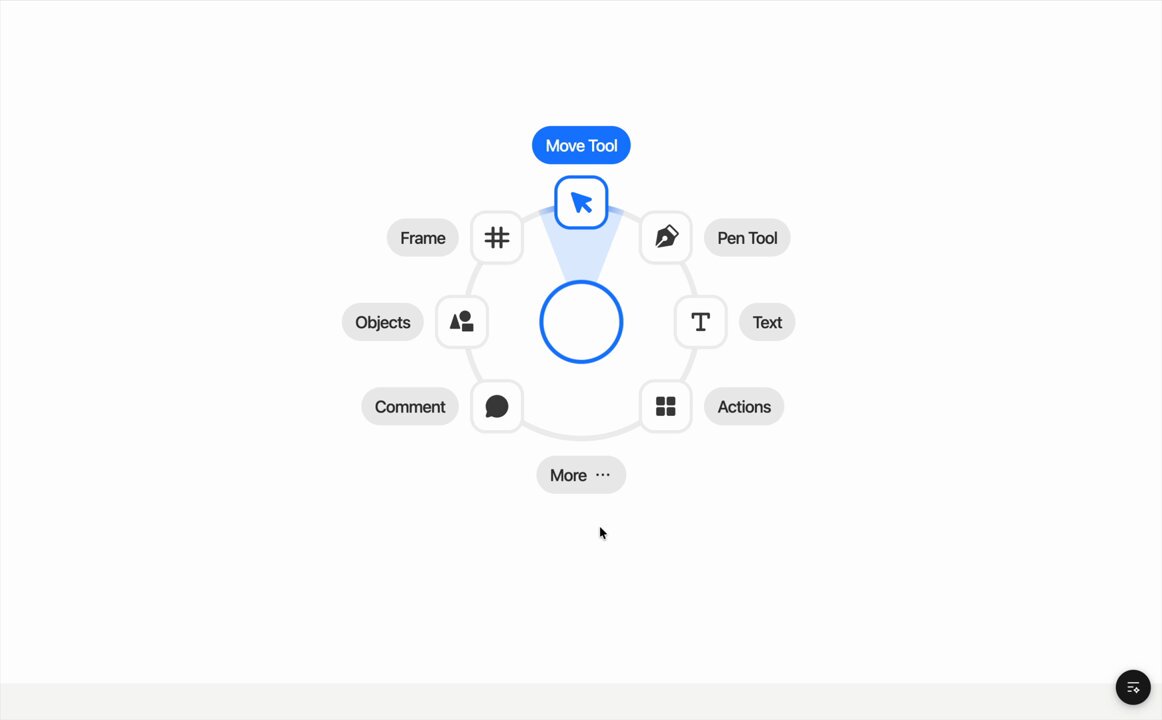 Move Tool
Frame
Pen Tool
Objects
Text
Comment
Actions
More ···